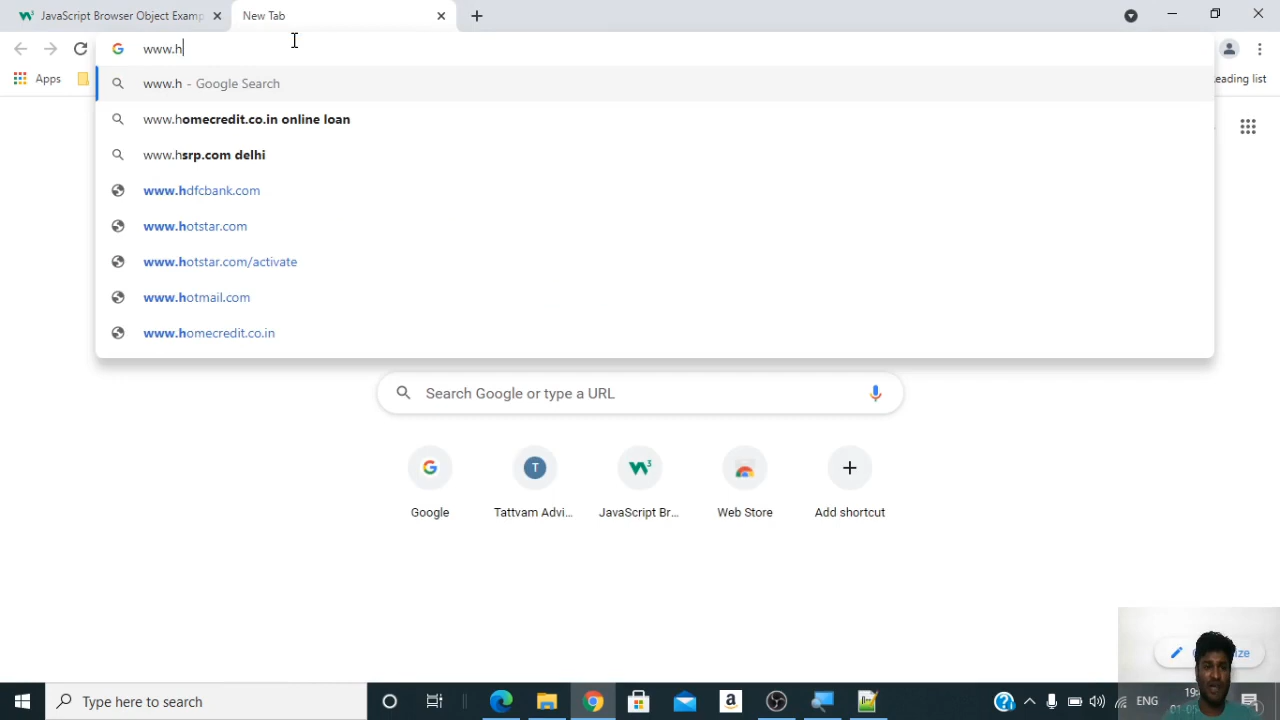 JavaScript Browser Object Examp
New Tab
www.h
Apps
eading list
www.h - Google Search
www.homecredit.co.in online loan
www.hsrp.com delhi
www.hdfcbank.com
www.hotstar.com
www.hotstar.com/activate
www.hotmail.com
www.homecredit.co.in
Search Google or type a URL
Google
Tattvam Advi...
JavaScript Br...
Web Store
Add shortcut
Type here to search
ENG